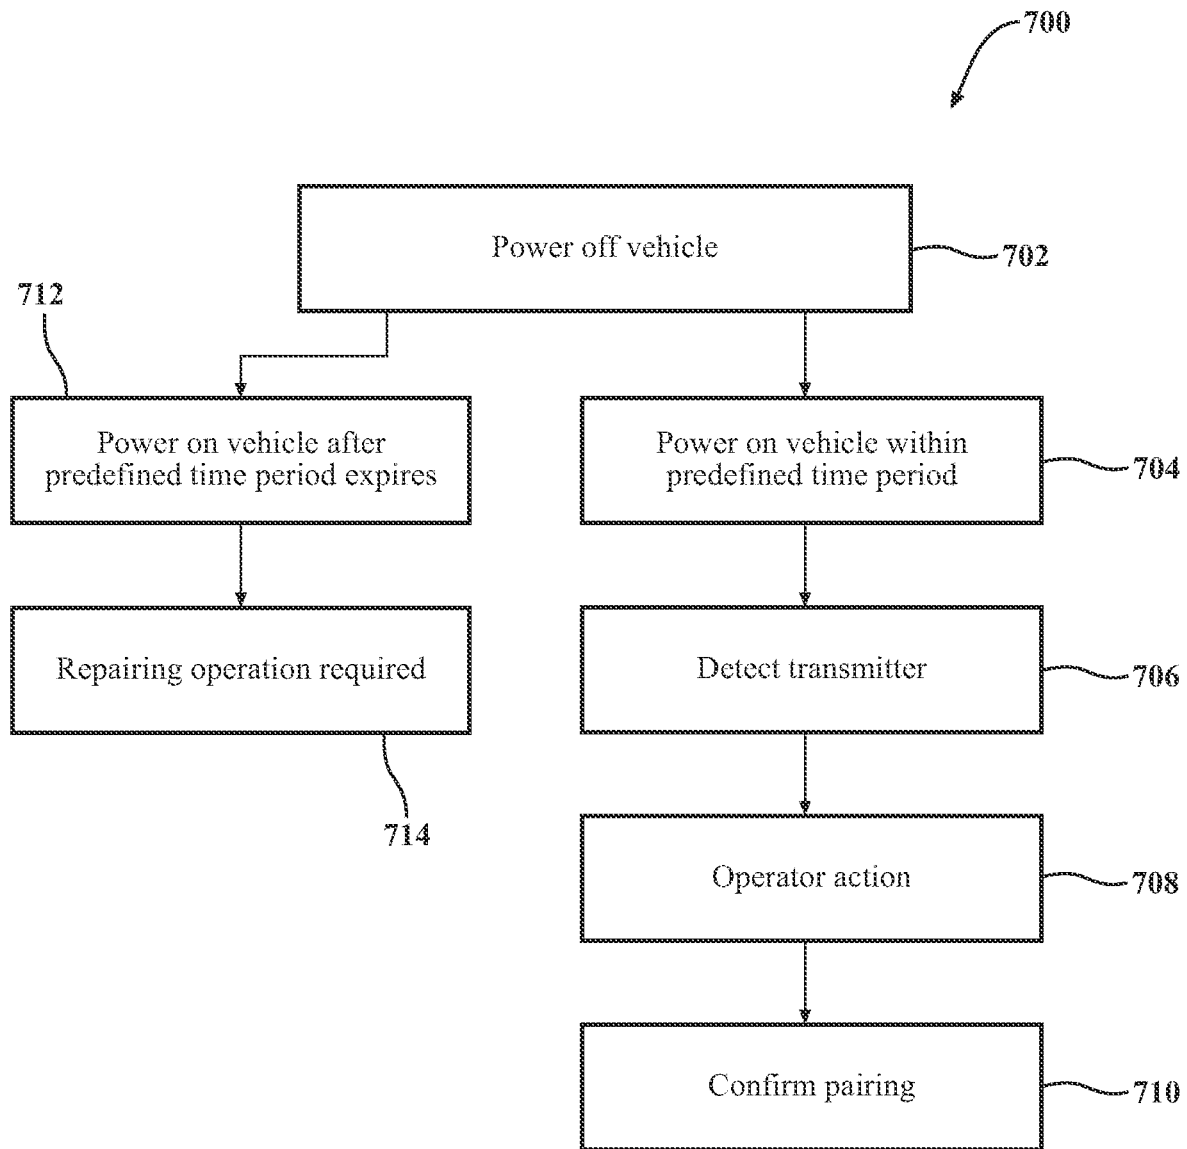 700
Power off vehicle
702
712
Power on vehicle after
predefined time period expires
Power on vehicle within
predefined time period
704
Repairing operation required
Detect transmitter
706
714
Operator action
708
Confirm pairing
710